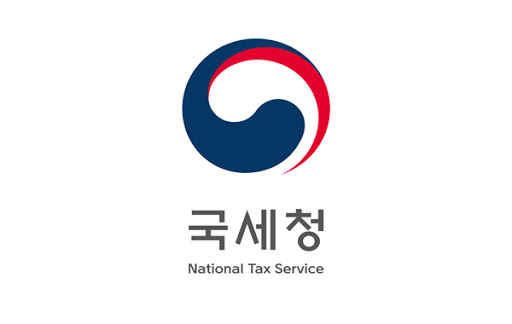 국세청
National Tax Service